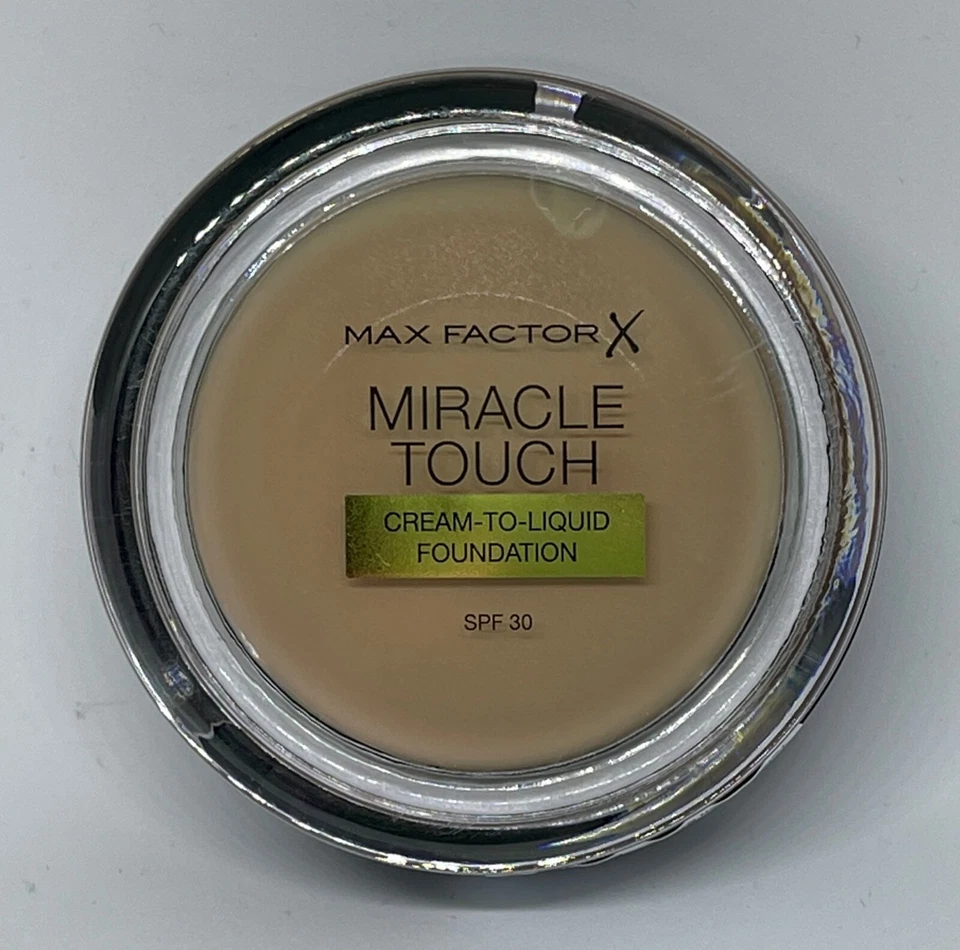 MAX FACTOR X
MIRACLE
TOUCH
CREAM-TO-LIQUID
FOUNDATION
SPF 30